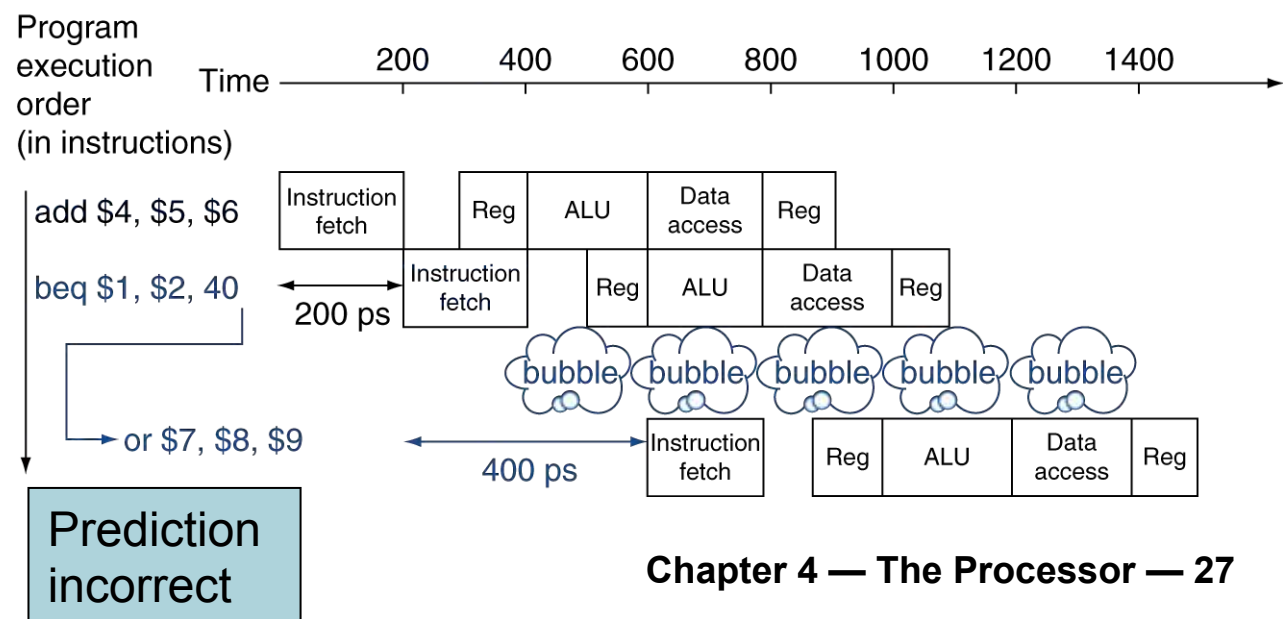 Program
execution
order
(in instructions)
Time
200 400 600 800 1000 1200 1400
add $4, $5, $6
Instruction
fetch
Reg
ALU
Data
access
Reg
beq $1, $2, 40
200 ps
Instruction
fetch
Reg
ALU
Data
access
Reg
bubble bubble bubble bubble bubble
or $7, $8, $9
400 ps
Instruction
fetch
Reg
ALU
Data
access
Reg
Prediction
incorrect
Chapter 4 — The Processor — 27